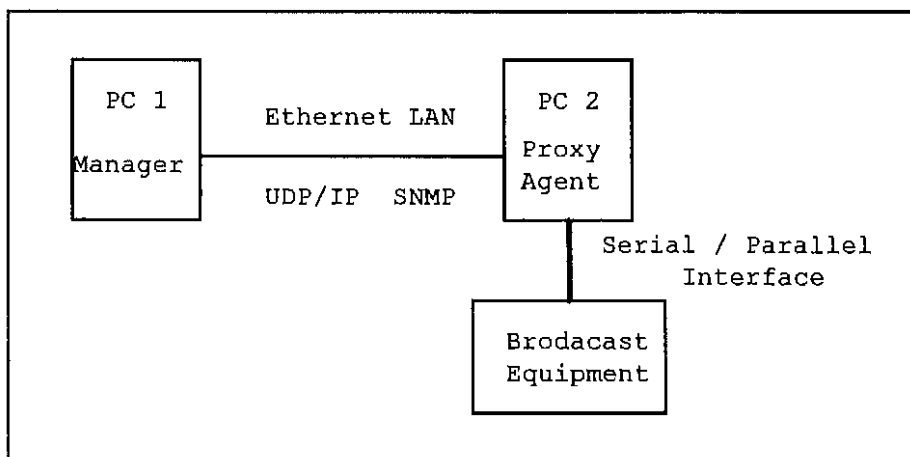 PC 1
Manager
Ethernet LAN
UDP/IP SNMP
PC 2
Proxy
Agent
Serial / Parallel
Interface
Brodacast
Equipment